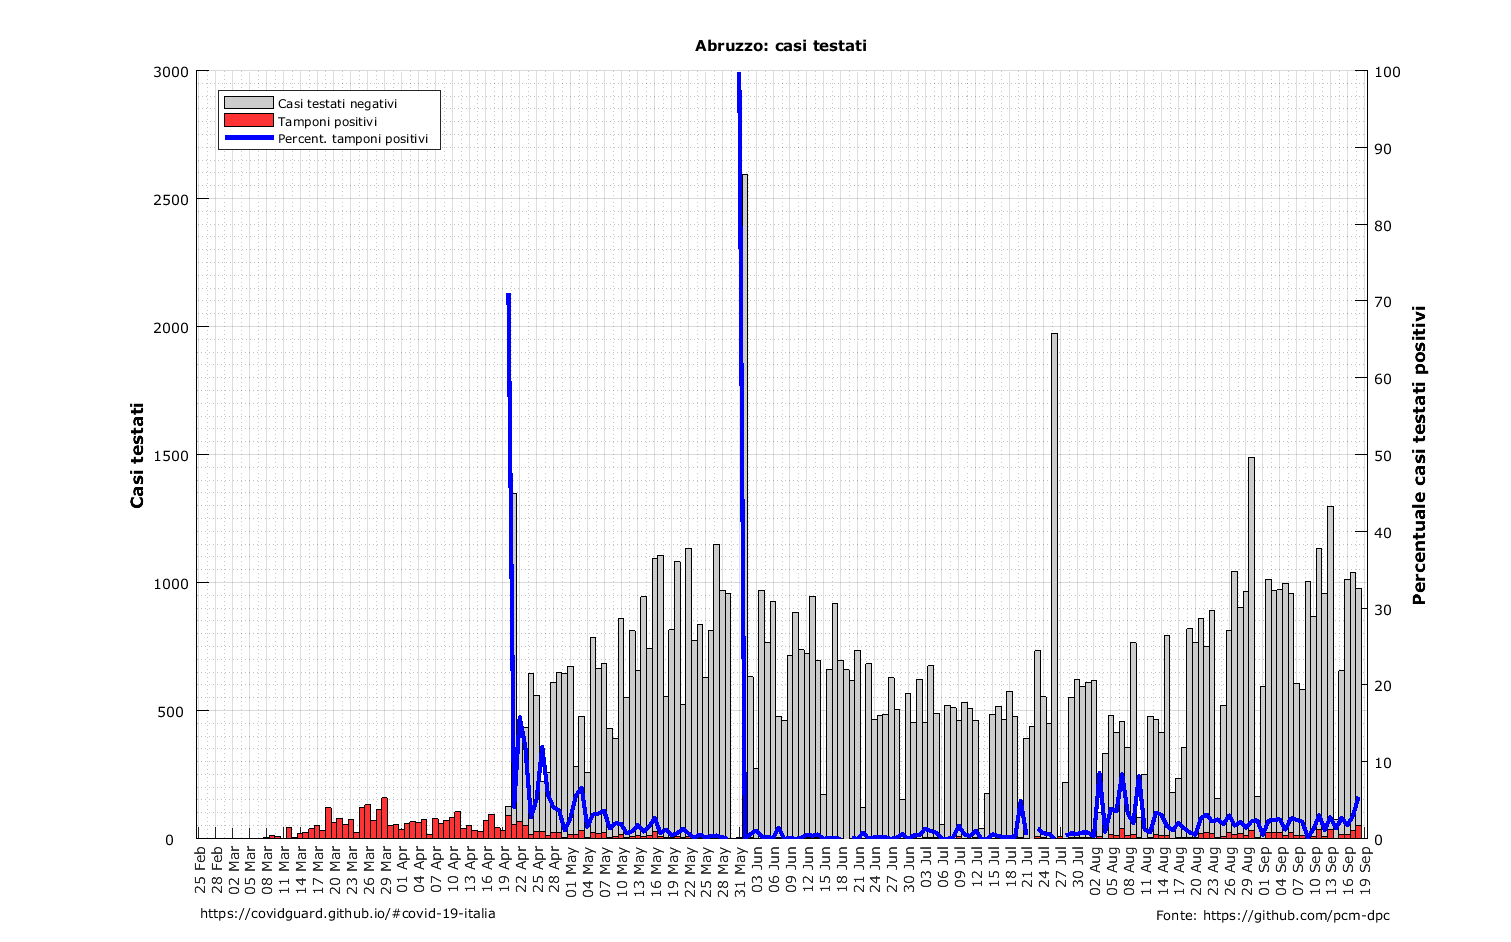 Abruzzo: casi testati
3000
2500
2000
1500
1000
500
0
Casi testati
Casi testati negativi
Tamponi positivi
Percent. tamponi positivi
100
90
80
70
60
50
40
30
20
10
0
Percentuale casi testati positivi
25 Feb
28 Feb
02 Mar
05 Mar
08 Mar
11 Mar
14 Mar
17 Mar
20 Mar
23 Mar
26 Mar
29 Mar
01 Apr
04 Apr
07 Apr
10 Apr
13 Apr
16 Apr
19 Apr
22 Apr
25 Apr
28 Apr
01 May
04 May
07 May
10 May
13 May
16 May
19 May
22 May
25 May
28 May
31 May
03 Jun
06 Jun
09 Jun
12 Jun
15 Jun
18 Jun
21 Jun
24 Jun
27 Jun
30 Jun
03 Jul
06 Jul
09 Jul
12 Jul
15 Jul
18 Jul
21 Jul
24 Jul
27 Jul
30 Jul
02 Aug
05 Aug
08 Aug
11 Aug
14 Aug
17 Aug
20 Aug
23 Aug
26 Aug
29 Aug
01 Sep
04 Sep
07 Sep
10 Sep
13 Sep
16 Sep
19 Sep
https://covidguard.github.io/#covid-19-italia
Fonte: https://github.com/pcm-dpc